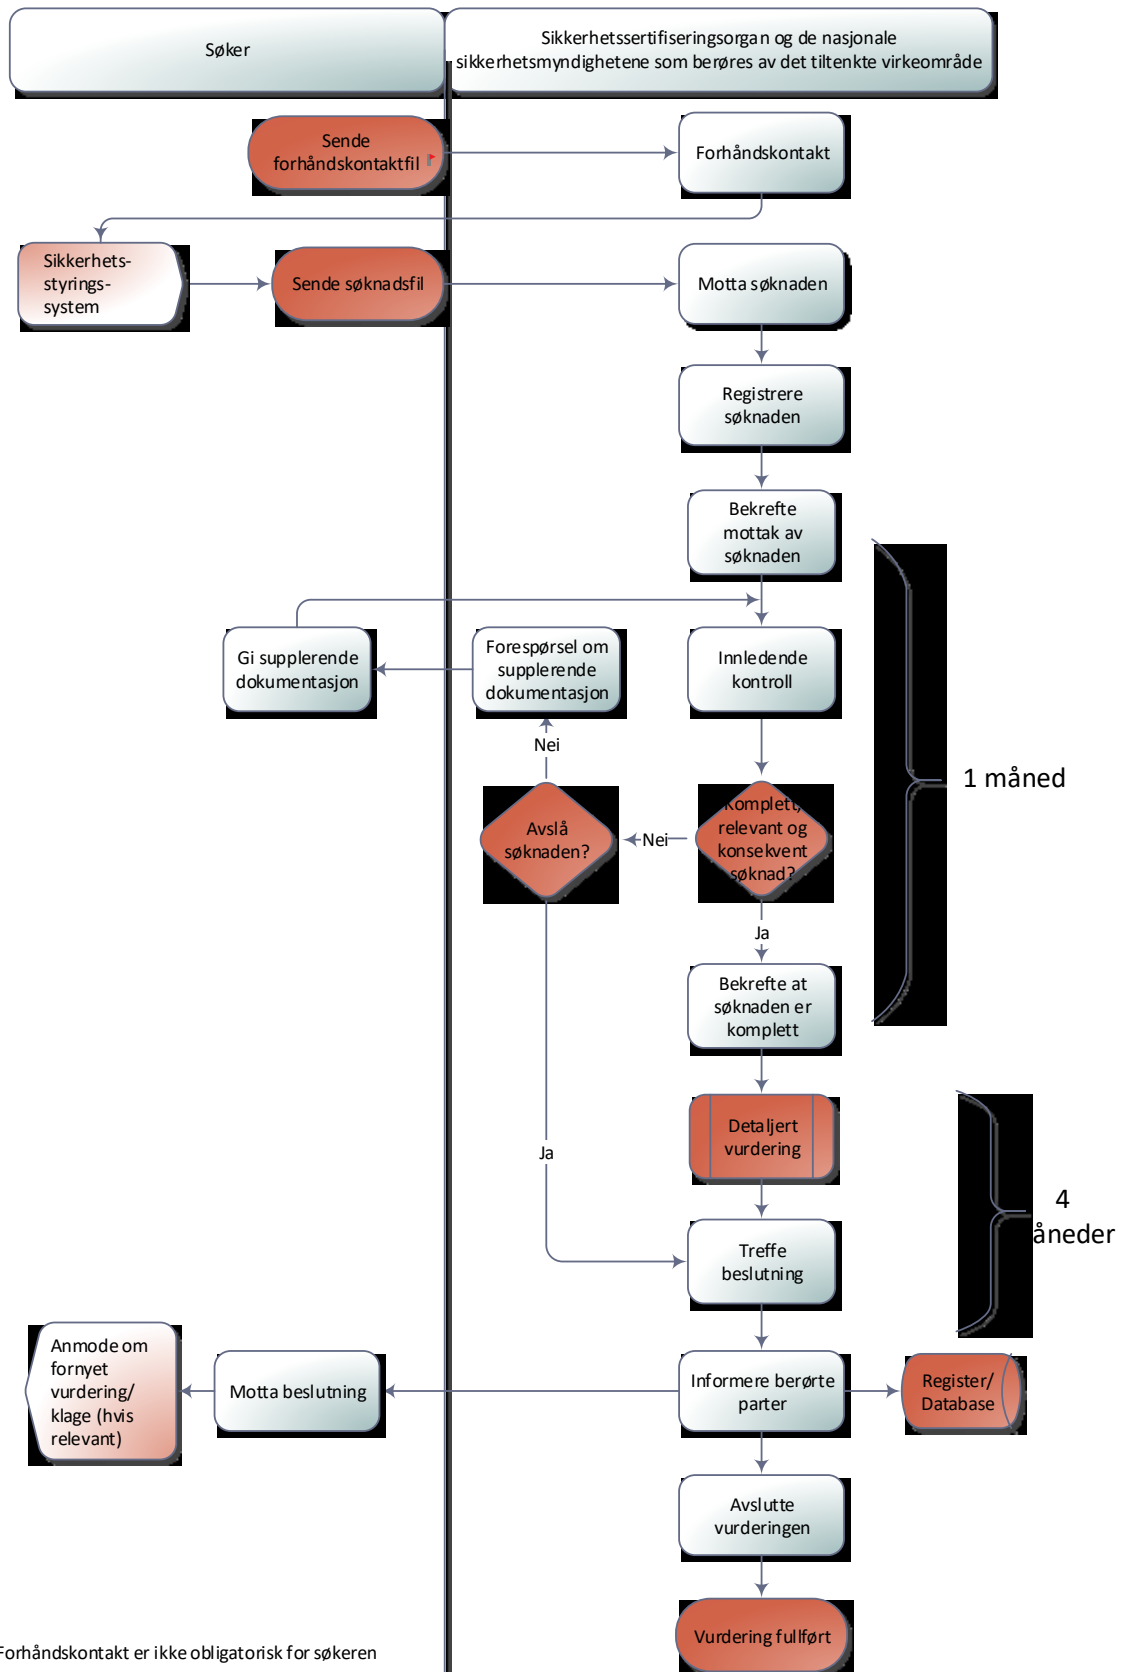 Søker
Sikkerhetssertifiseringsorgan og de nasjonale
sikkerhetsmyndighetene som berøres av det tiltenkte virkeområde
Sende
forhåndskontaktfil
Forhåndskontakt
Sikkerhets-
styrings-
system
Sende søknadsfil
Motta søknaden
Registrere
søknaden
Bekrefte
mottak av
søknaden
Gi supplerende
dokumentasjon
Forespørsel om
supplerende
dokumentasjon
Innledende
kontroll
Nei
1 måned
Avslå
søknaden?
Nei
Komplett,
relevant og
konsekvent
søknad?
Ja
Bekrefte at
søknaden er
komplett
Detaljert
vurdering
Ja
4
åneder
Treffe
beslutning
Anmode om
fornyet
vurdering/
klage (hvis
relevant)
Motta beslutning
Informere berørte
parter
Register/
Database
Avslutte
vurderingen
Vurdering fullført
Forhåndskontakt er ikke obligatorisk for søkeren